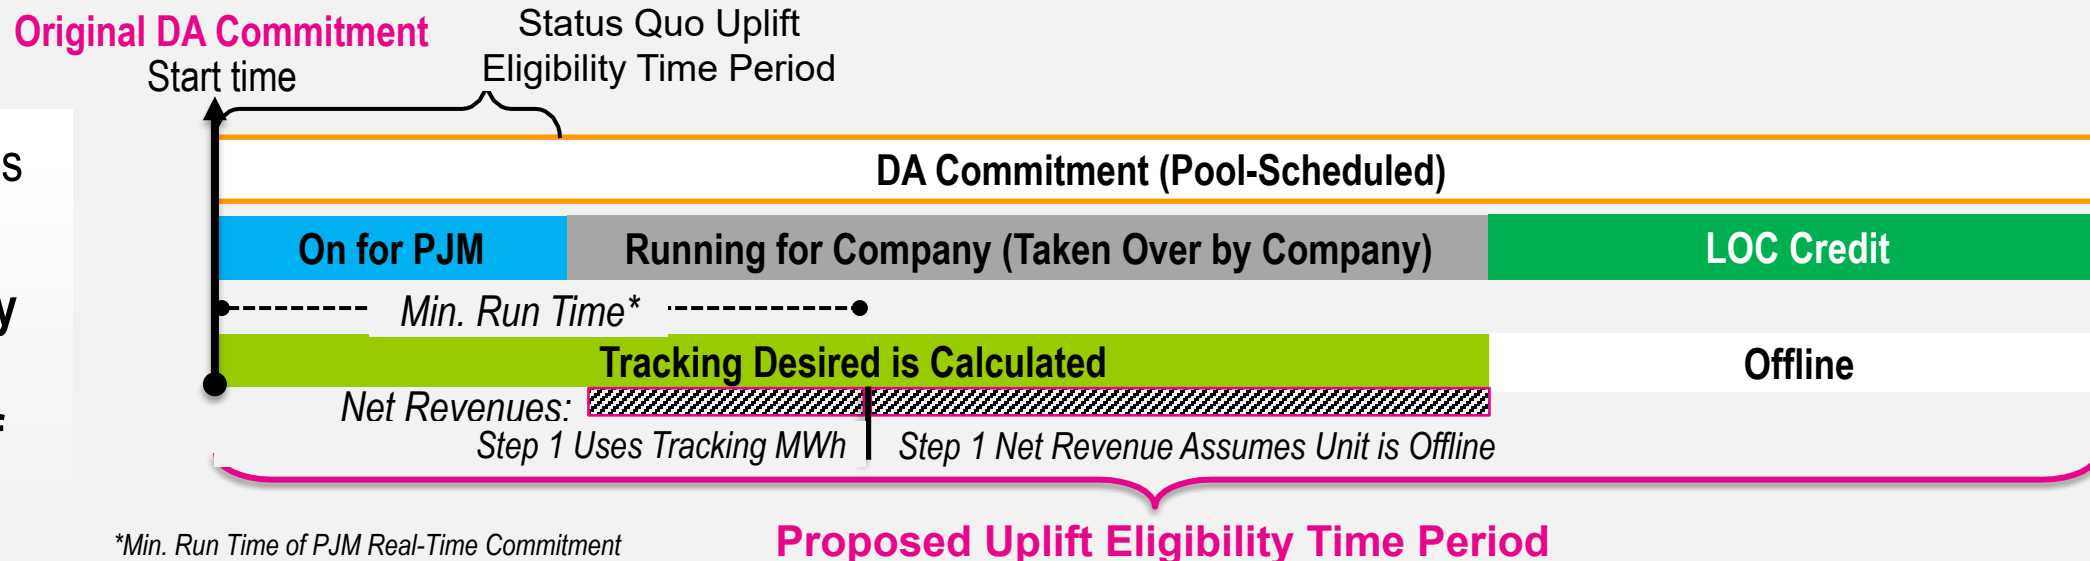 Original DA Commitment
Start time
Status Quo Uplift
Eligibility Time Period
s
y
DA Commitment (Pool-Scheduled)
On for PJM
Running for Company (Taken Over by Company)
LOC Credit
Min. Run Time*
Tracking Desired is Calculated
Offline
Net Revenues:
Step 1 Uses Tracking MWh
Step 1 Net Revenue Assumes Unit is Offline
Proposed Uplift Eligibility Time Period
*Min. Run Time of PJM Real-Time Commitment